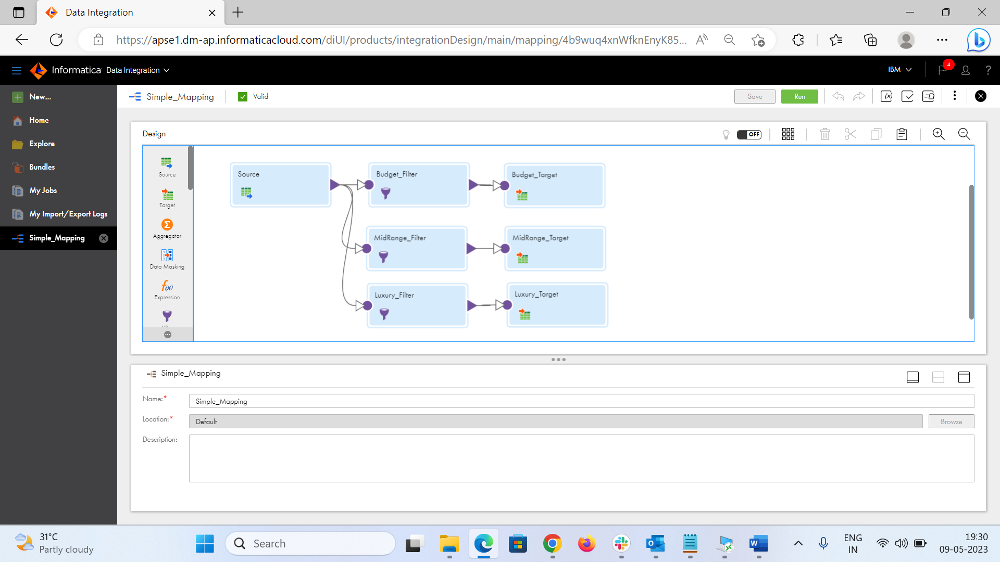 Data Integration
https://apse1.dm-ap.informaticacloud.com/diUI/products/integrationDesign/main/mapping/4b9wuq4xnWfknEnyK85...
Informatica Data Integration
IBM
4
?
New...
Home
Explore
Bundles
My Jobs
My Import/Export Logs
Simple_Mapping
Simple_Mapping
Valid
Save
Run
Design
OFF
Source
Target
Aggregator
Data Masking
Expression
Source
Budget_Filter
Budget_Target
MidRange_Filter
MidRange_Target
Luxury_Filter
Luxury_Target
Simple_Mapping
Name:*
Simple_Mapping
Location:*
Default
Browse
Description:
31°C
Partly cloudy
Search
ENG
IN
19:30
09-05-2023